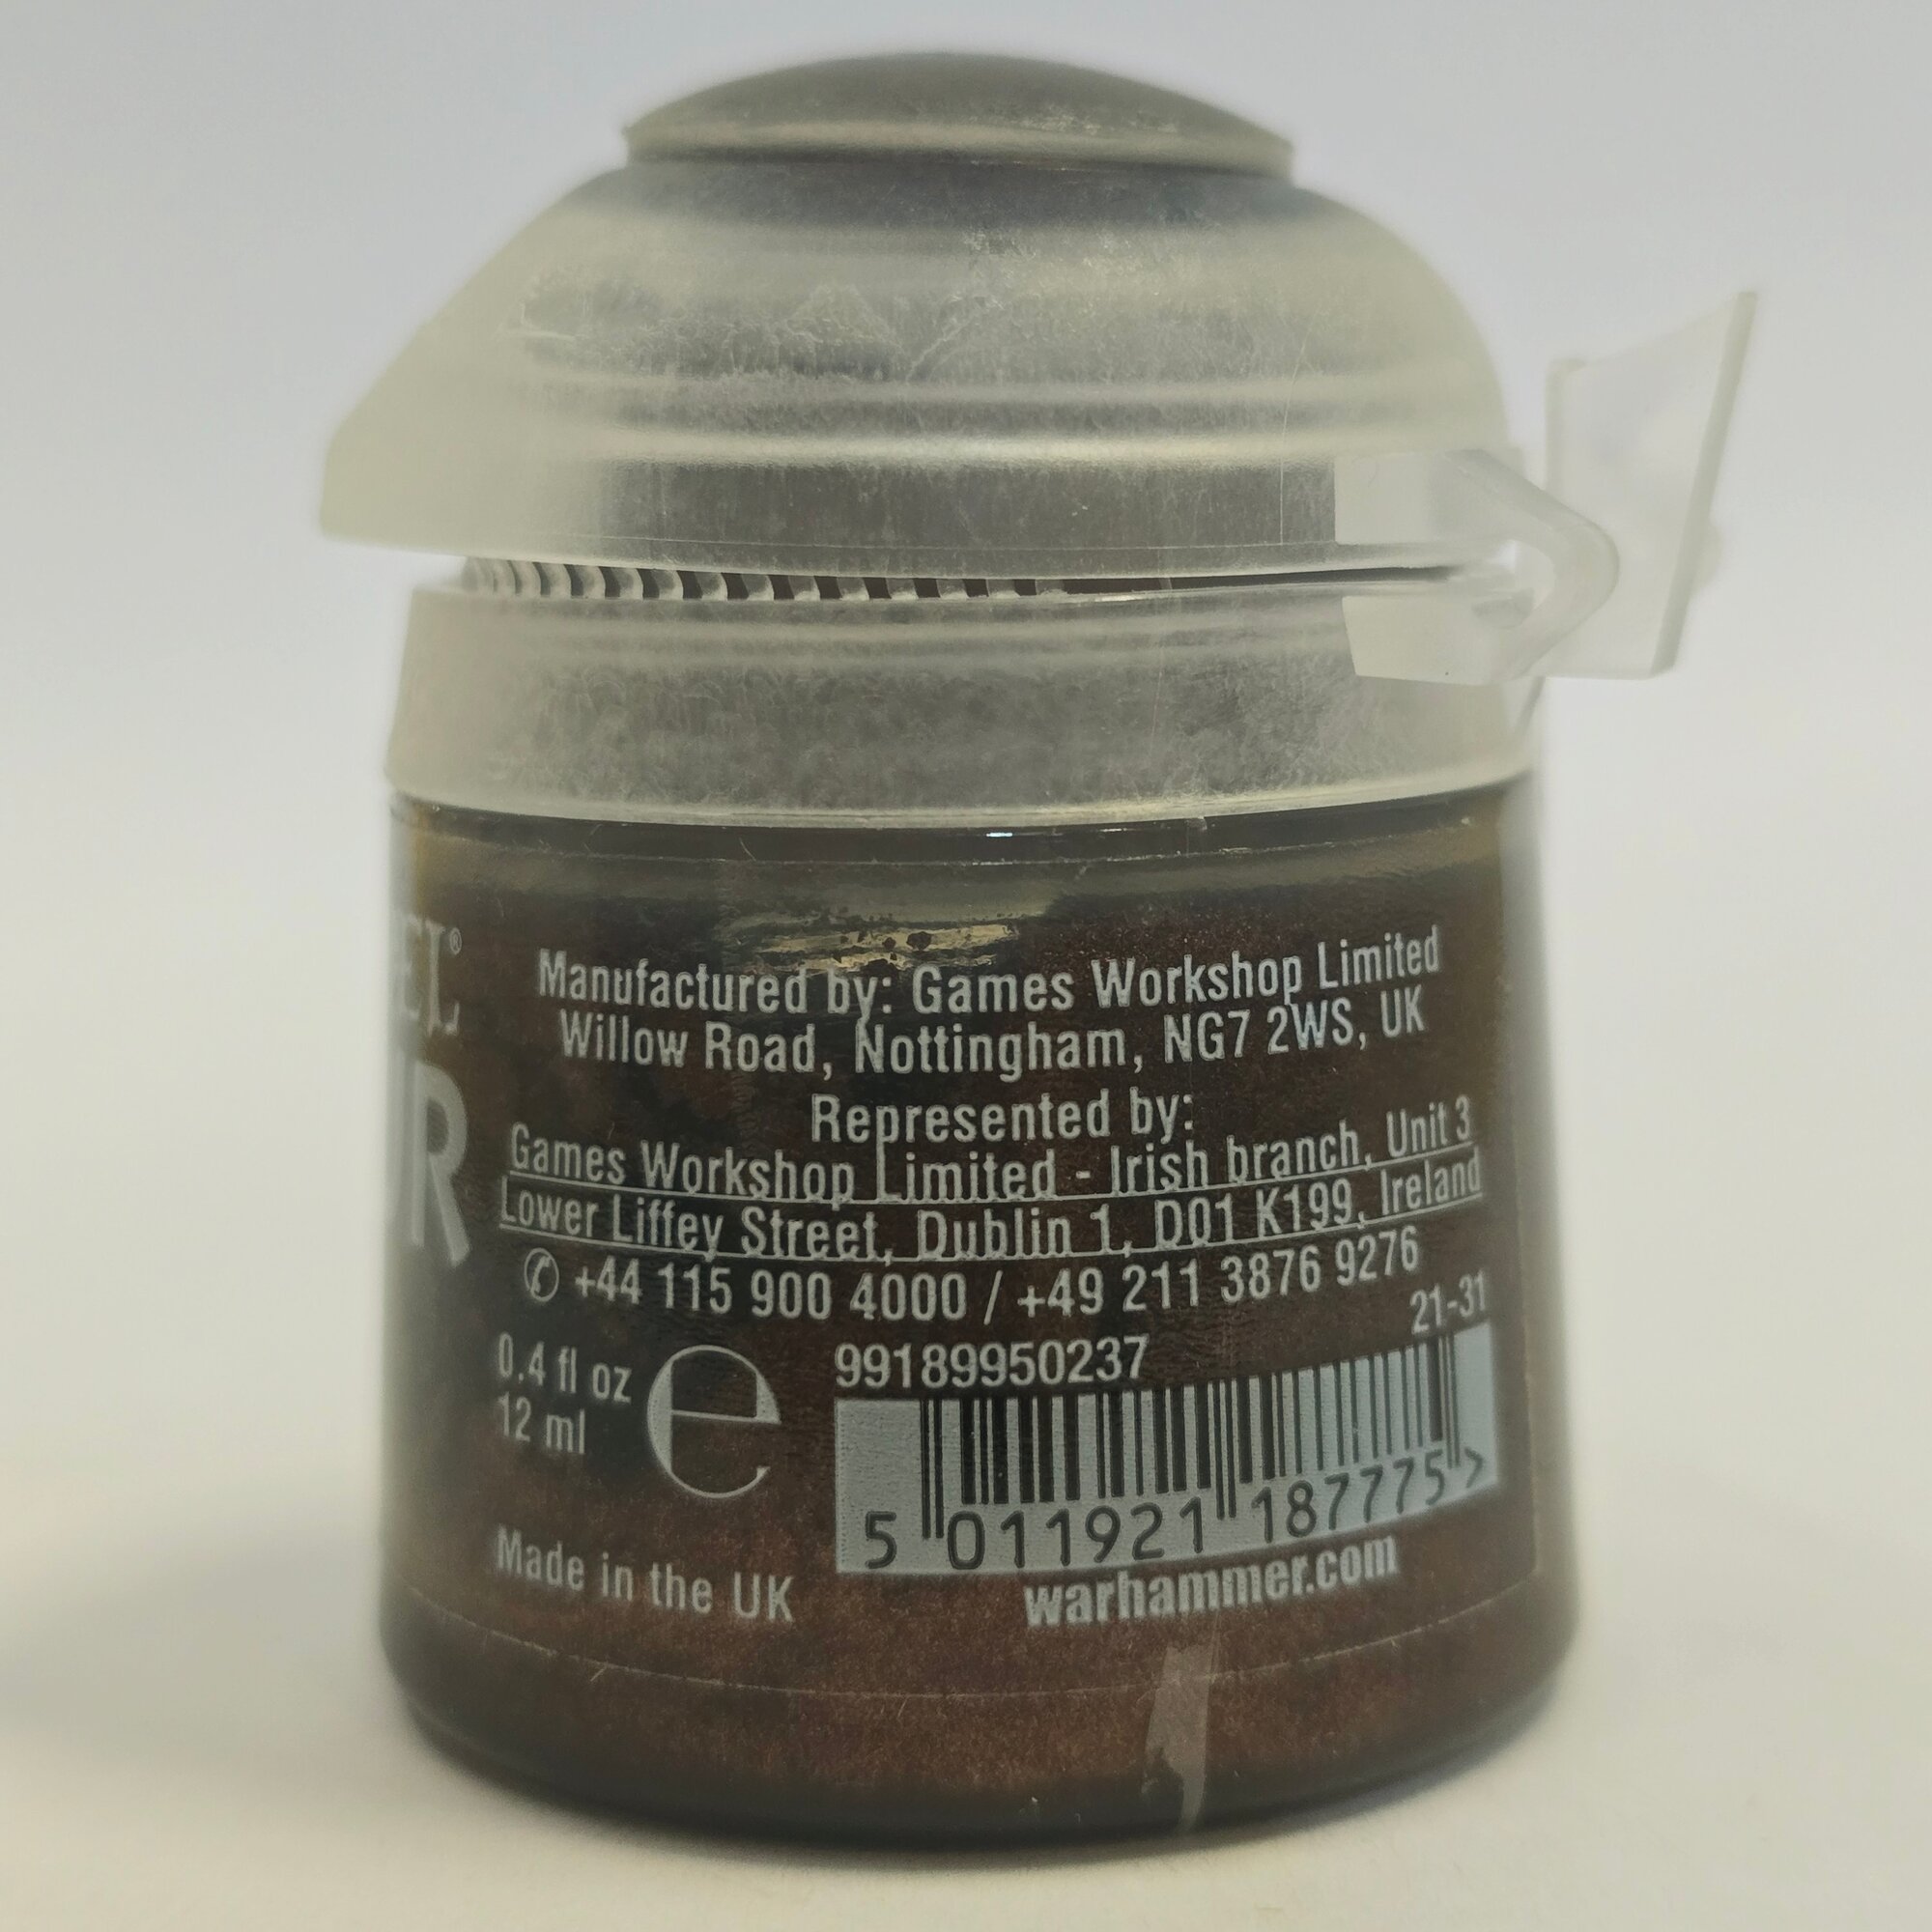 EL®
UR
Manufactured by: Games Workshop Limited
Willow Road, Nottingham, NG7 2WS, UK
Represented by:
Games Workshop Limited - Irish branch, Unit 3
Lower Liffey Street, Dublin 1, D01 K199, Ireland
✆ +44 115 900 4000 / +49 211 3876 9276
21-31
99189950237
0.4 fl oz
12 ml
℮
5 011921 187775 >
Made in the UK
warhammer.com